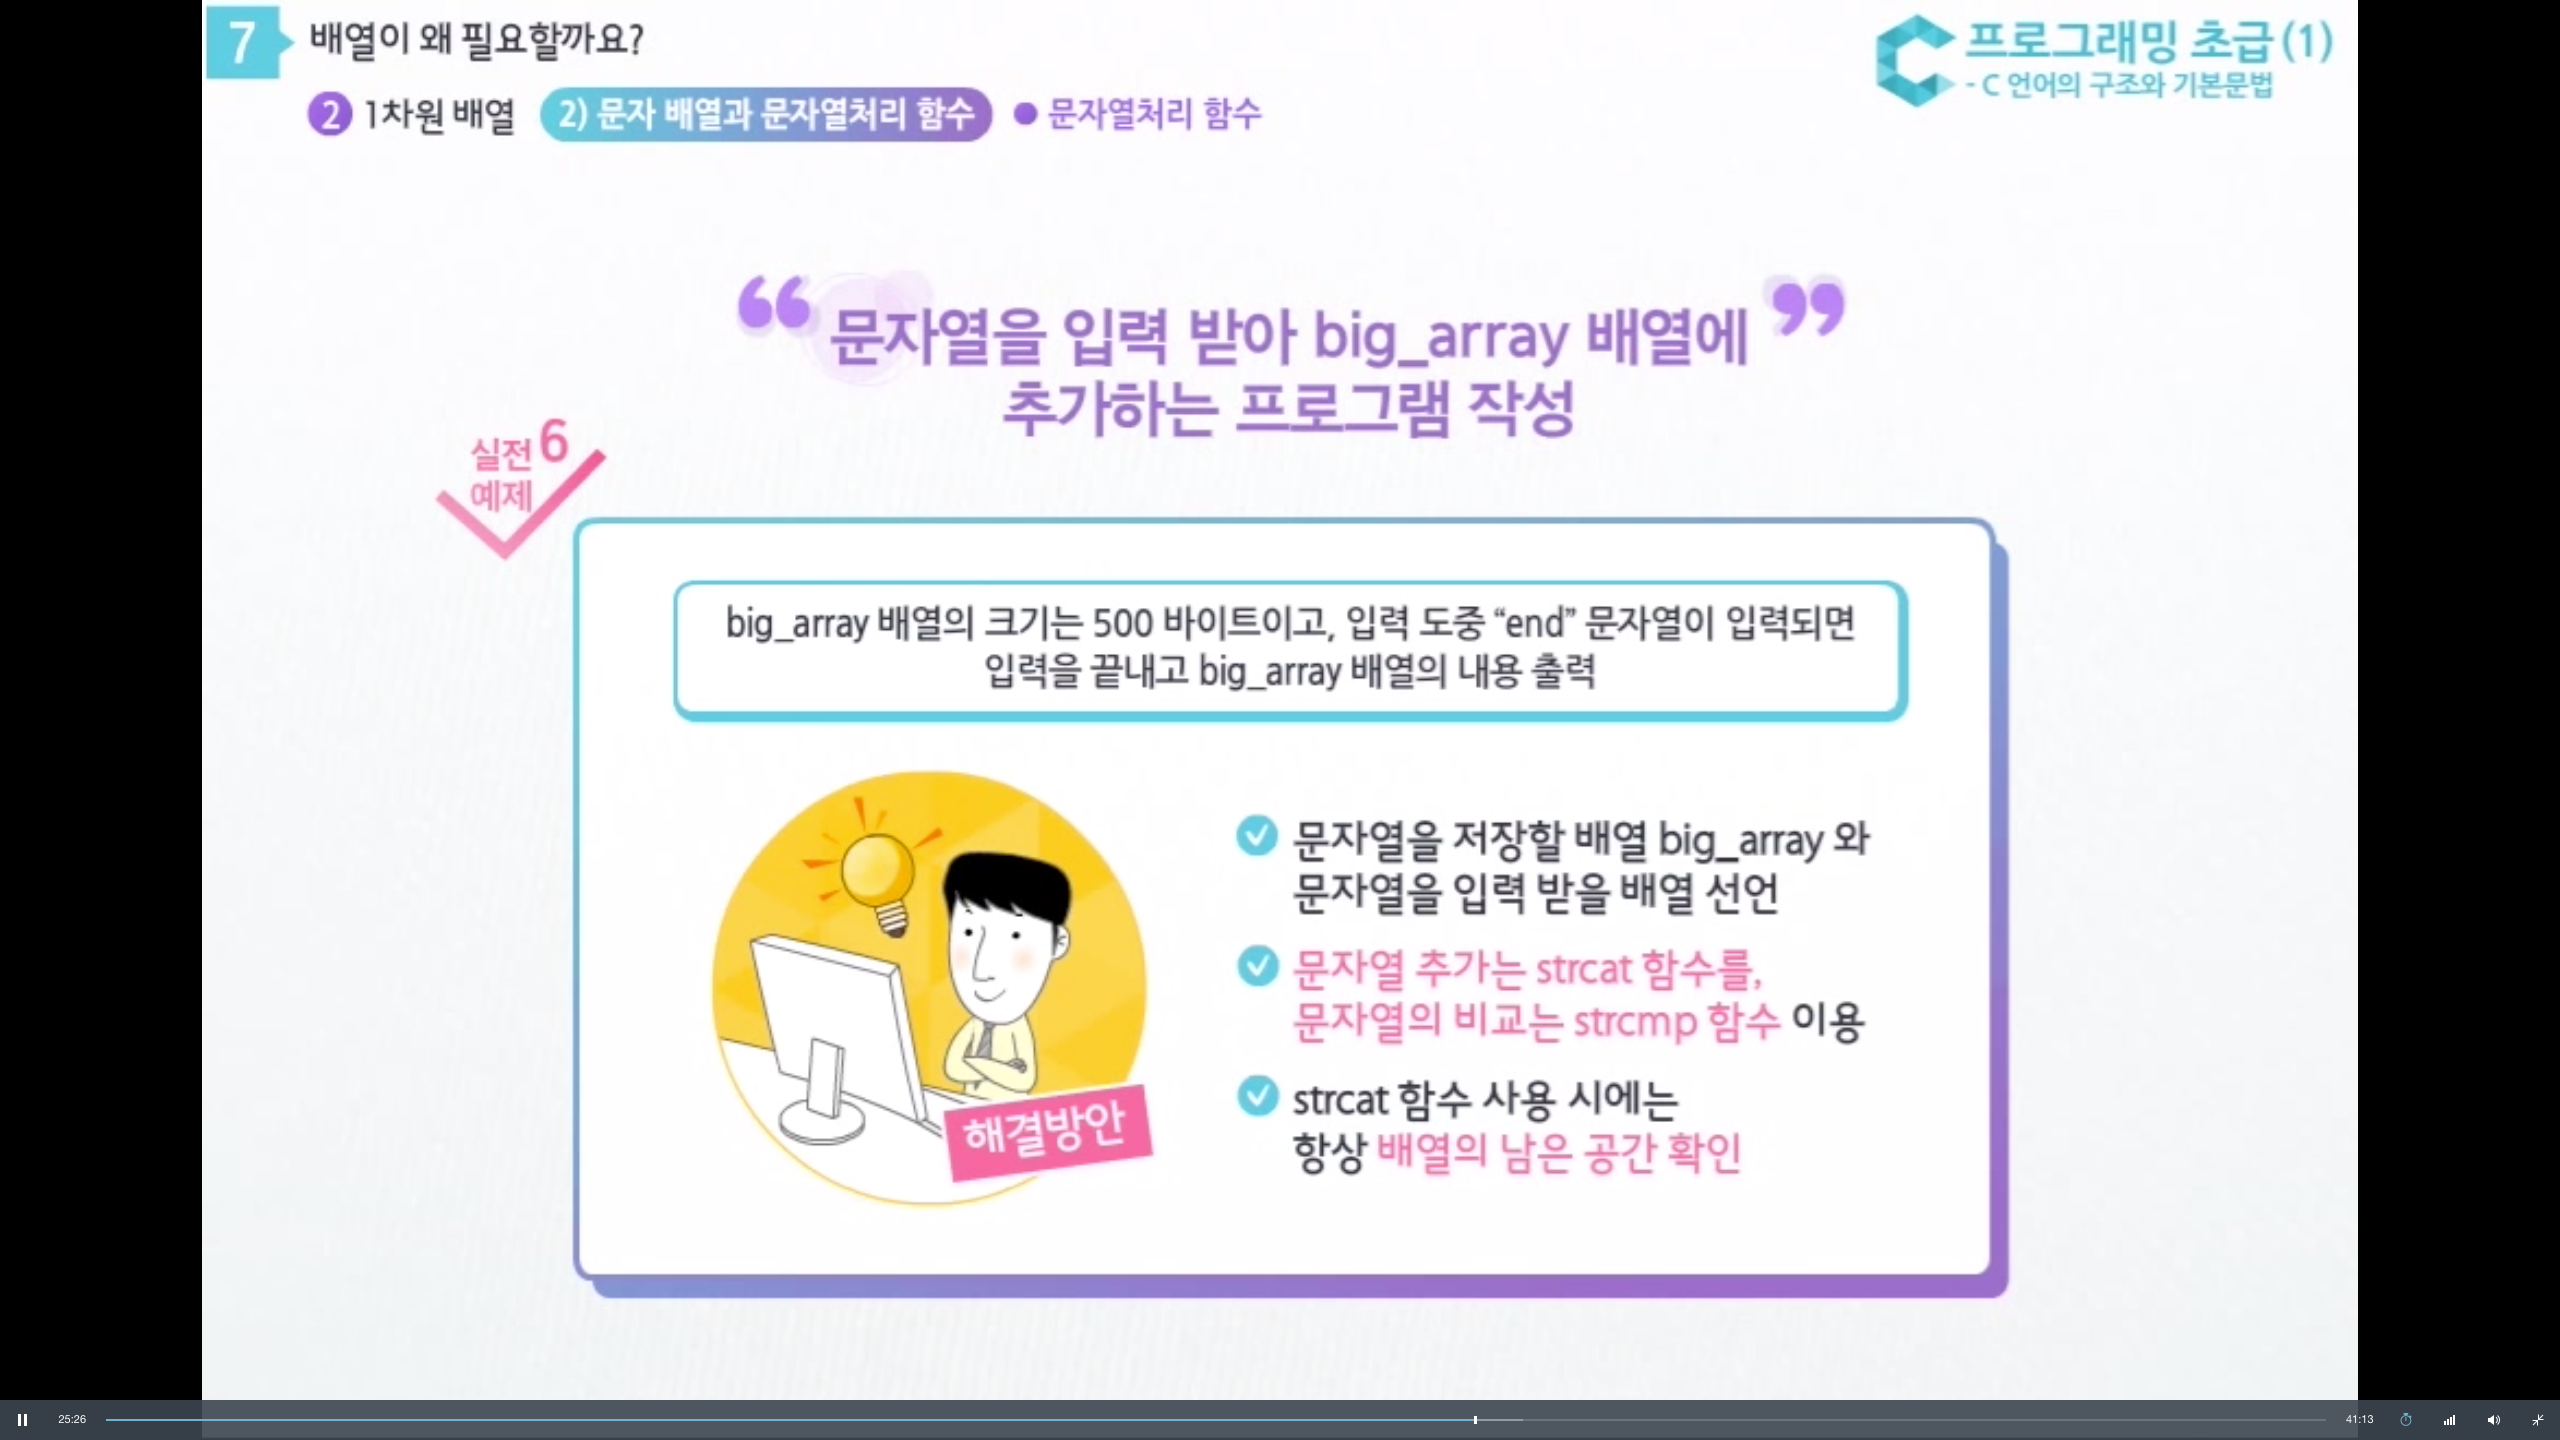 7 배열이 왜 필요할까요?
프로그래밍 초급(1)
- C 언어의 구조와 기본문법
2 1차원 배열 2) 문자 배열과 문자열처리 함수 ● 문자열처리 함수
“ 문자열을 입력 받아 big_array 배열에 ”
추가하는 프로그램 작성
실전 6
예제
big_array 배열의 크기는 500 바이트이고, 입력 도중 “end” 문자열이 입력되면
입력을 끝내고 big_array 배열의 내용 출력
문자열을 저장할 배열 big_array 와
문자열을 입력 받을 배열 선언
문자열 추가는 strcat 함수를,
문자열의 비교는 strcmp 함수 이용
strcat 함수 사용 시에는
항상 배열의 남은 공간 확인
해결방안
25:26
41:13